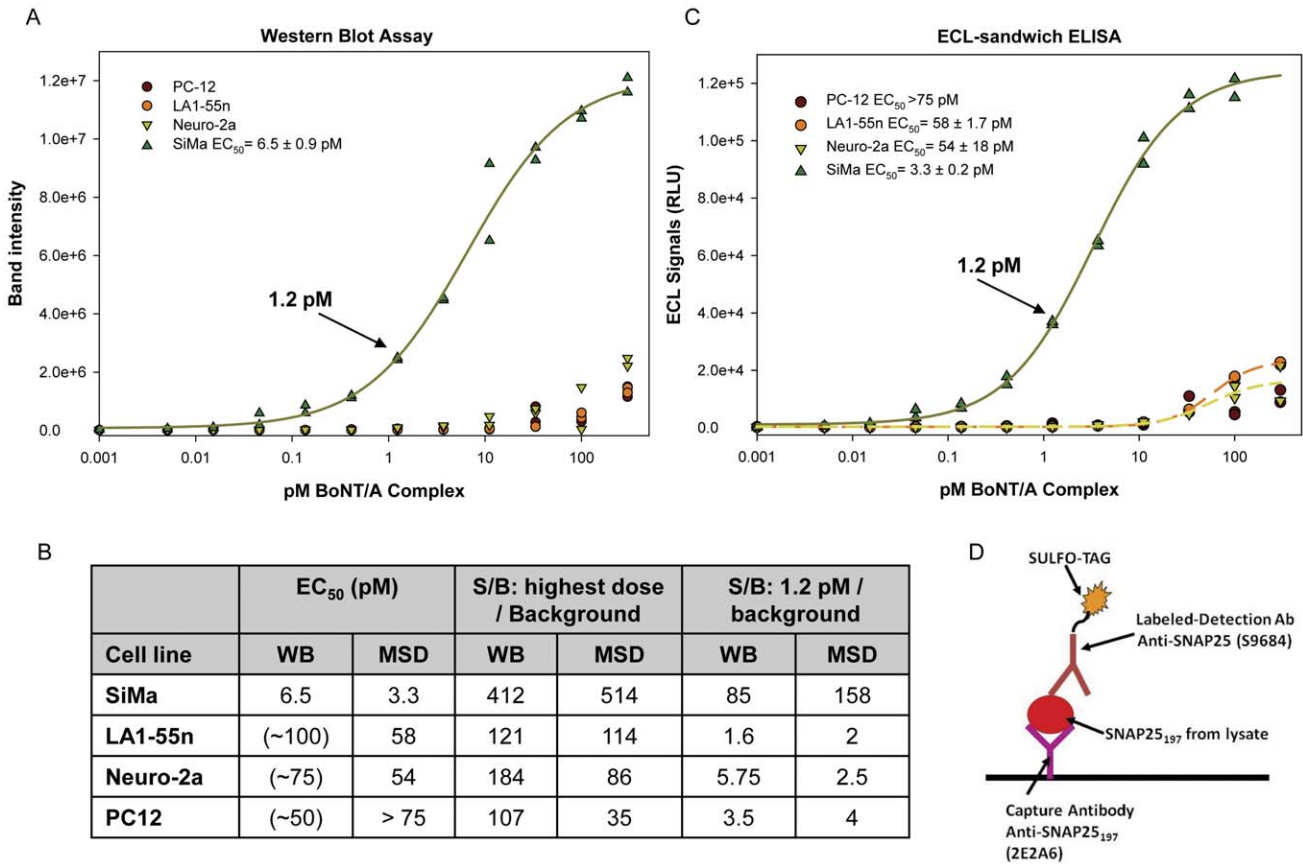 A
Western Blot Assay
1.2e+7
1.0e+7
8.0e+6
6.0e+6
4.0e+6
2.0e+6
0.0
Band intensity
PC-12
LA1-55n
Neuro-2a
SiMa EC50= 6.5 ± 0.9 pM
1.2 pM
0.001
0.01
0.1
1
10
100
pM BoNT/A Complex
C
ECL-sandwich ELISA
1.2e+5
1.0e+5
8.0e+4
6.0e+4
4.0e+4
2.0e+4
0.0
ECL Signals (RLU)
PC-12 EC50 >75 pM
LA1-55n EC50= 58 ± 1.7 pM
Neuro-2a EC50= 54 ± 18 pM
SiMa EC50= 3.3 ± 0.2 pM
1.2 pM
0.001
0.01
0.1
1
10
100
pM BoNT/A Complex
B
EC50 (pM) S/B: highest dose S/B: 1.2 pM /
/ Background background
Cell line WB MSD WB MSD WB MSD
SiMa 6.5 3.3 412 514 85 158
LA1-55n (~100) 58 121 114 1.6 2
Neuro-2a (~75) 54 184 86 5.75 2.5
PC12 (~50) > 75 107 35 3.5 4
D
SULFO-TAG
Labeled-Detection Ab
Anti-SNAP25 (S9684)
SNAP25197 from lysate
Capture Antibody
Anti-SNAP25197
(2E2A6)